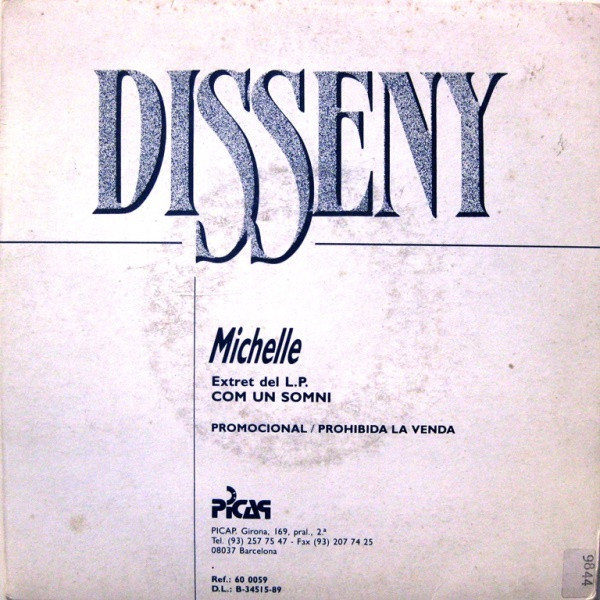 DISSENY
Michelle
Extret del L.P.
COM UN SOMNI
PROMOCIONAL / PROHIBIDA LA VENDA
PICAP
PICAP. Girona, 169, pral., 2.ª
Tel. (93) 257 75 47 - Fax (93) 207 74 25
08037 Barcelona
Ref.: 60 0059
D.L.: B-34515-89
9844